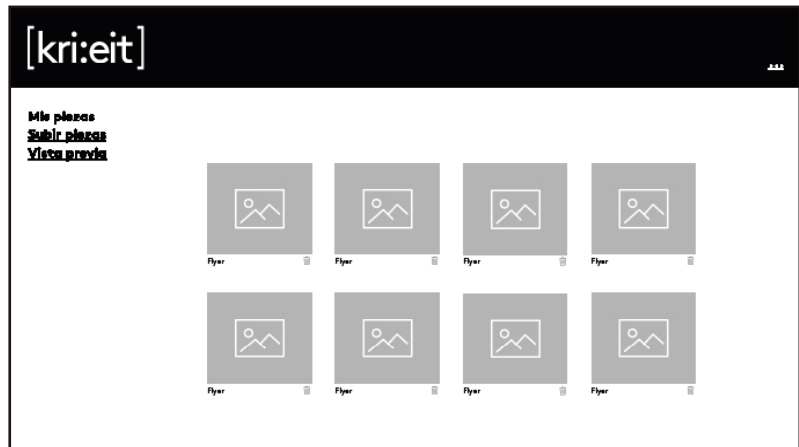 [kri:eit]
...
Mis piezas
Subir piezas
Vista previa
Flyer
Flyer
Flyer
Flyer
Flyer
Flyer
Flyer
Flyer